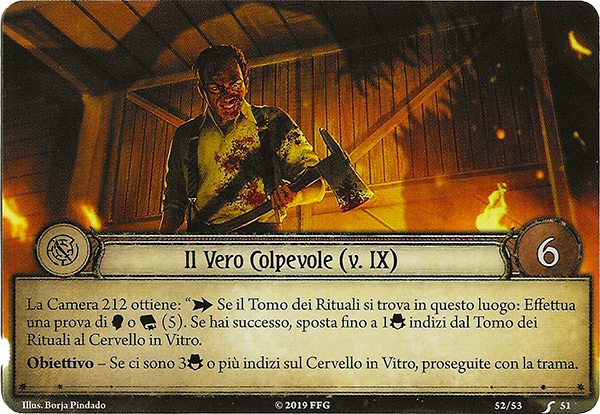 Il Vero Colpevole (v. IX)
6
La Camera 212 ottiene: “ Se il Tomo dei Rituali si trova in questo luogo: Effettua
una prova di o (5). Se hai successo, sposta fino a 1 indizi dal Tomo dei
Rituali al Cervello in Vitro.
Obiettivo – Se ci sono 3 o più indizi sul Cervello in Vitro, proseguite con la trama.
Illus. Borja Pindado
© 2019 FFG
52/53
51